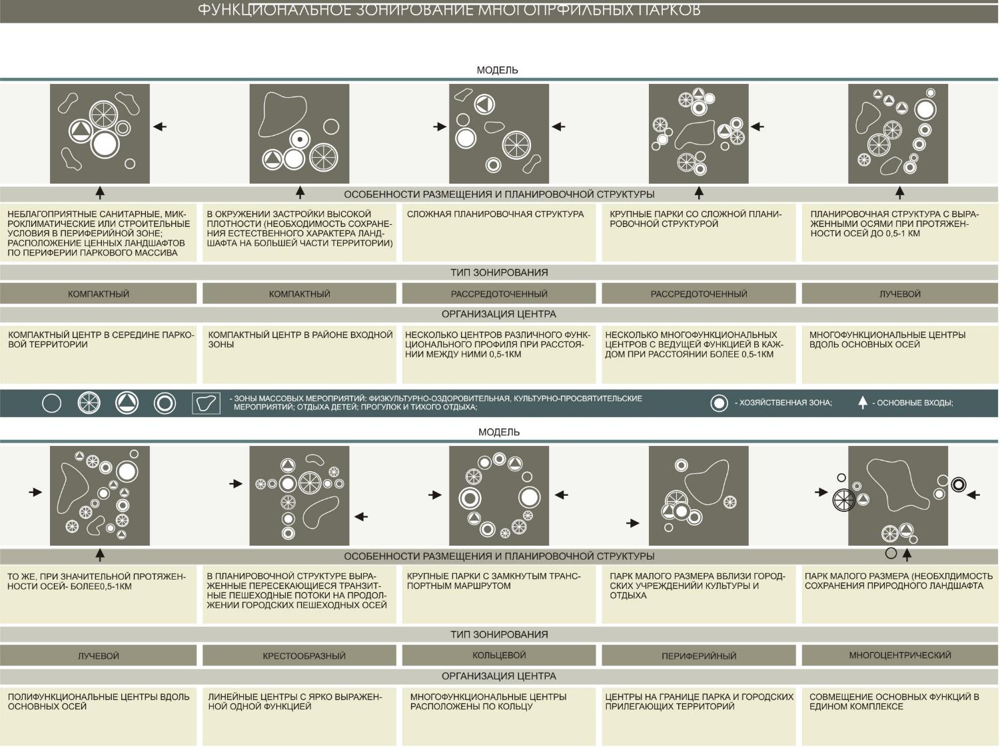 ФУНКЦИОНАЛЬНОЕ ЗОНИРОВАНИЕ МНОГОПРФИЛЬНЫХ ПАРКОВ
МОДЕЛЬ
ОСОБЕННОСТИ РАЗМЕЩЕНИЯ И ПЛАНИРОВОЧНОЙ СТРУКТУРЫ
НЕБЛАГОПРИЯТНЫЕ САНИТАРНЫЕ, МИК-
РОКЛИМАТИЧЕСКИЕ ИЛИ СТРОИТЕЛЬНЫЕ
УСЛОВИЯ В ПЕРИФЕРИЙНОЙ ЗОНЕ;
РАСПОЛОЖЕНИЕ ЦЕННЫХ ЛАНДШАФТОВ
ПО ПЕРИФЕРИИ ПАРКОВОГО МАССИВА
В ОКРУЖЕНИИ ЗАСТРОЙКИ ВЫСОКОЙ
ПЛОТНОСТИ (НЕОБХОДИМОСТЬ СОХРАНЕ-
НИЯ ЕСТЕСТВЕННОГО ХАРАКТЕРА ЛАНД-
ШАФТА НА БОЛЬШЕЙ ЧАСТИ ТЕРРИТОРИИ)
СЛОЖНАЯ ПЛАНИРОВОЧНАЯ СТРУКТУРА
КРУПНЫЕ ПАРКИ СО СЛОЖНОЙ ПЛАНИ-
РОВОЧНОЙ СТРУКТУРОЙ
ПЛАНИРОВОЧНАЯ СТРУКТУРА С ВЫРА-
ЖЕННЫМИ ОСЯМИ ПРИ ПРОТЯЖЕН-
НОСТИ ОСЕЙ ДО 0,5-1 КМ
ТИП ЗОНИРОВАНИЯ
КОМПАКТНЫЙ
КОМПАКТНЫЙ
РАССРЕДОТОЧЕННЫЙ
РАССРЕДОТОЧЕННЫЙ
ЛУЧЕВОЙ
ОРГАНИЗАЦИЯ ЦЕНТРА
КОМПАКТНЫЙ ЦЕНТР В СЕРЕДИНЕ ПАРКО-
ВОЙ ТЕРРИТОРИИ
КОМПАКТНЫЙ ЦЕНТР В РАЙОНЕ ВХОДНОЙ
ЗОНЫ
НЕСКОЛЬКО ЦЕНТРОВ РАЗЛИЧНОГО ФУНК-
ЦИОНАЛЬНОГО ПРОФИЛЯ ПРИ РАССТОЯ-
НИИ МЕЖДУ НИМИ 0,5-1КМ
НЕСКОЛЬКО МНОГОФУНКЦИОНАЛЬНЫХ
ЦЕНТРОВ С ВЕДУЩЕЙ ФУНКЦИЕЙ В КАЖ-
ДОМ ПРИ РАССТОЯНИИ БОЛЕЕ 0,5-1КМ
МНОГОФУНКЦИОНАЛЬНЫЕ ЦЕНТРЫ
ВДОЛЬ ОСНОВНЫХ ОСЕЙ
- ЗОНЫ МАССОВЫХ МЕРОПРИЯТИЙ: ФИЗКУЛЬТУРНО-ОЗДОРОВИТЕЛЬНАЯ, КУЛЬТУРНО-ПРОСВЯТИТЕЛЬСКИЕ
МЕРОПРИЯТИЙ; ОТДЫХА ДЕТЕЙ; ПРОГУЛОК И ТИХОГО ОТДЫХА;
- ХОЗЯЙСТВЕННАЯ ЗОНА;
- ОСНОВНЫЕ ВХОДЫ;
МОДЕЛЬ
ОСОБЕННОСТИ РАЗМЕЩЕНИЯ И ПЛАНИРОВОЧНОЙ СТРУКТУРЫ
ТО ЖЕ, ПРИ ЗНАЧИТЕЛЬНОЙ ПРОТЯЖЕН-
НОСТИ ОСЕЙ- БОЛЕЕ0,5-1КМ
В ПЛАНИРОВОЧНОЙ СТРУКТУРЕ ВЫРА-
ЖЕННЫЕ ПЕРЕСЕКАЮЩИЕСЯ ТРАНЗИТ-
НЫЕ ПЕШЕХОДНЫЕ ПОТОКИ НА ПРОДОЛ-
ЖЕНИИ ГОРОДСКИХ ПЕШЕХОДНЫХ ОСЕЙ
КРУПНЫЕ ПАРКИ С ЗАМКНУТЫМ ТРАНС-
ПОРТНЫМ МАРШРУТОМ
ПАРК МАЛОГО РАЗМЕРА ВБЛИЗИ ГОРОД-
СКИХ УЧРЕЖДЕНИЙИ КУЛЬТУРЫ И
ОТДЫХА
ПАРК МАЛОГО РАЗМЕРА (НЕОБХЛДИМОСТЬ
СОХРАНЕНИЯ ПРИРОДНОГО ЛАНДШАФТА
ТИП ЗОНИРОВАНИЯ
ЛУЧЕВОЙ
КРЕСТООБРАЗНЫЙ
КОЛЬЦЕВОЙ
ПЕРИФЕРИЙНЫЙ
МНОГОЦЕНТРИЧЕСКИЙ
ОРГАНИЗАЦИЯ ЦЕНТРА
ПОЛИФУНКЦИОНАЛЬНЫЕ ЦЕНТРЫ ВДОЛЬ
ОСНОВНЫХ ОСЕЙ
ЛИНЕЙНЫЕ ЦЕНТРЫ С ЯРКО ВЫРАЖЕН-
НОЙ ОДНОЙ ФУНКЦИЕЙ
МНОГОФУНКЦИОНАЛЬНЫЕ ЦЕНТРЫ
РАСПОЛОЖЕНЫ ПО КОЛЬЦУ
ЦЕНТРЫ НА ГРАНИЦЕ ПАРКА И ГОРОДСКИХ
ПРИЛЕГАЮЩИХ ТЕРРИТОРИЙ
СОВМЕЩЕНИЕ ОСНОВНЫХ ФУНКЦИЙ В
ЕДИНОМ КОМПЛЕКСЕ